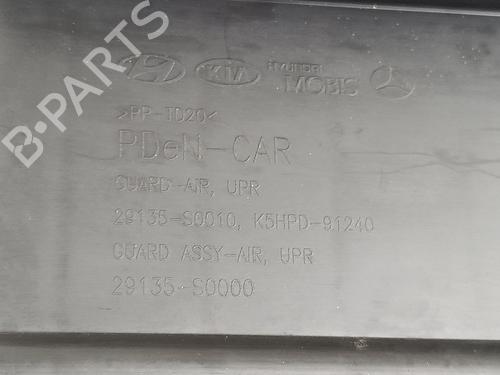 KIA HYUNDAI
MOBIS
>PP-TD20<
PDeN-CAR
GUARD-AIR, UPR
29135-S0010, K5HPD-91240
GUARD ASSY-AIR, UPR
29135-S0000
B-PARTS